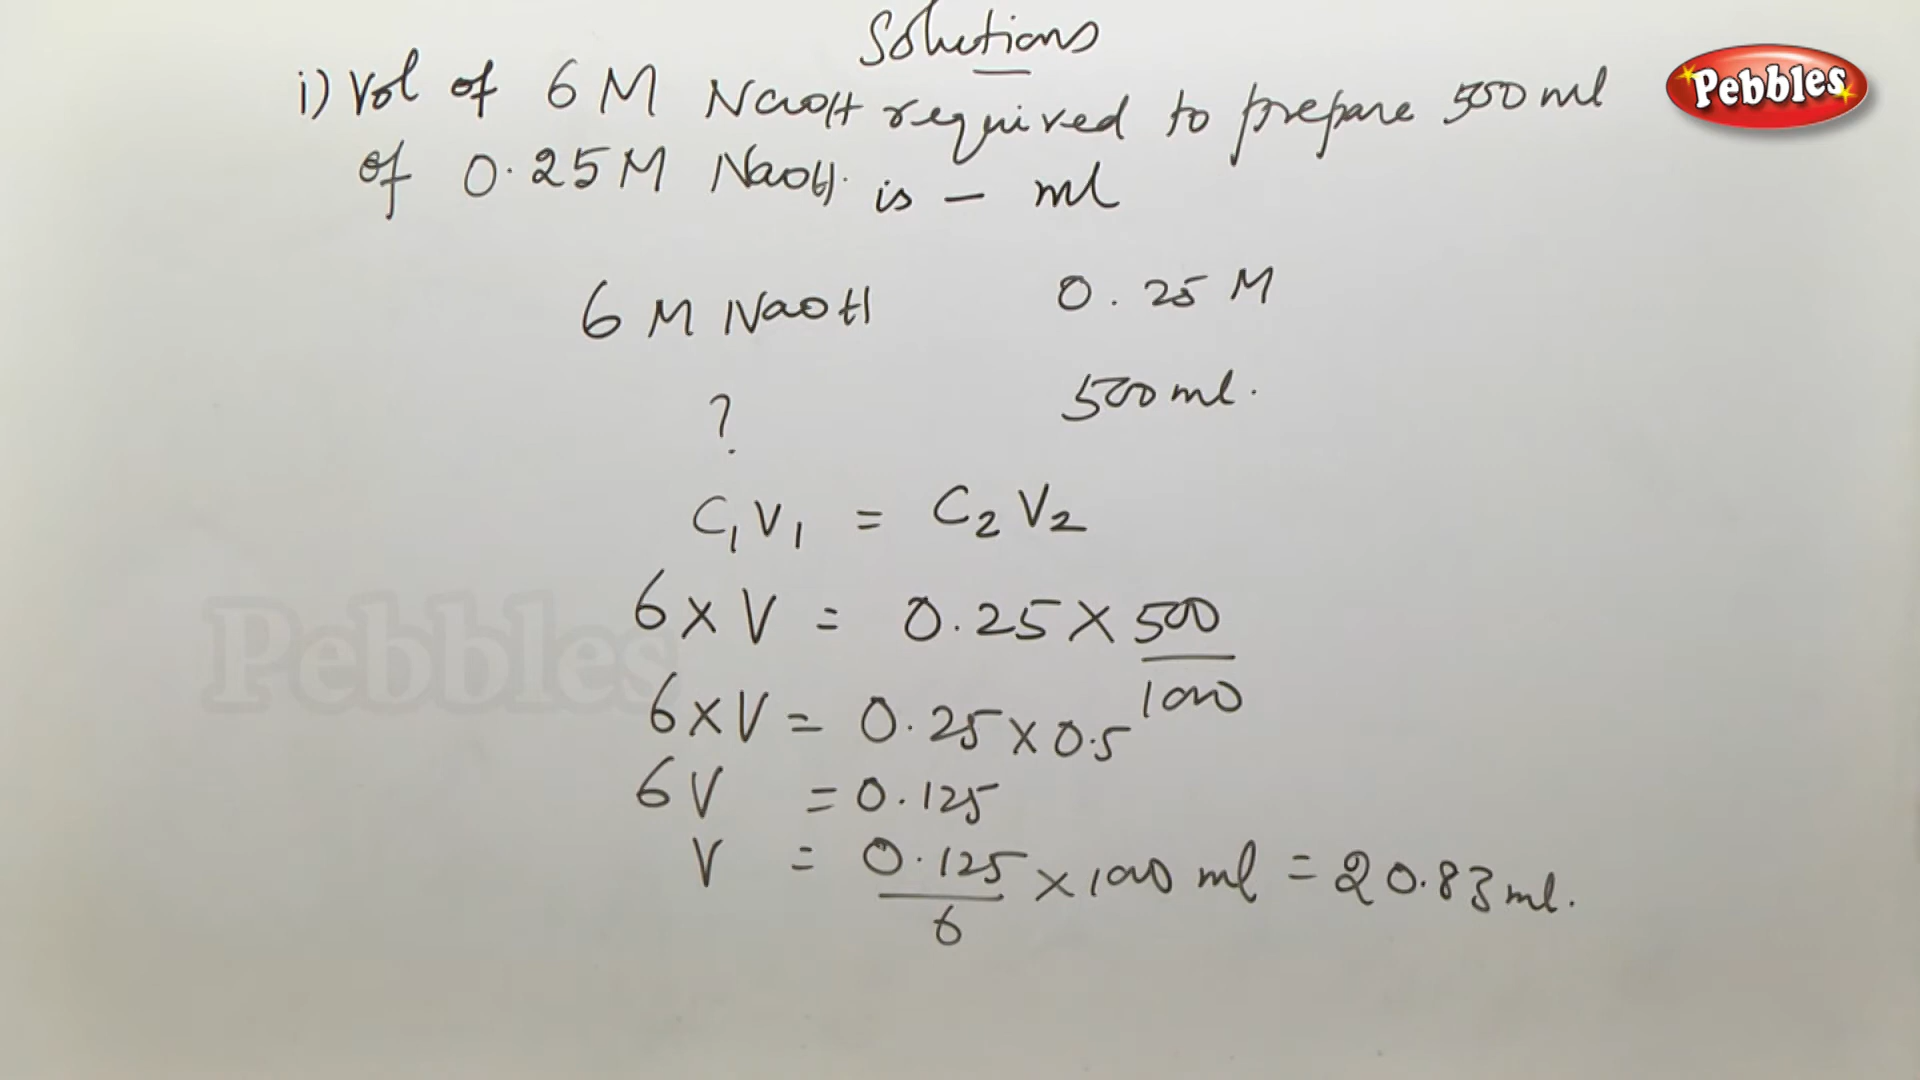 Solutions
Pebbles
i) Vol of 6 M NaOH required to prepare 500 ml
of 0.25 M NaOH. is - ml
6 M NaOH 0.25 M
? 500 ml.
C₁V₁ = C₂V₂
6 × V = 0.25 × 500
1000
Pebbles
6 × V = 0.25 × 0.5
6 V = 0.125
V = 0.125 × 1000 ml = 20.83 ml.
6